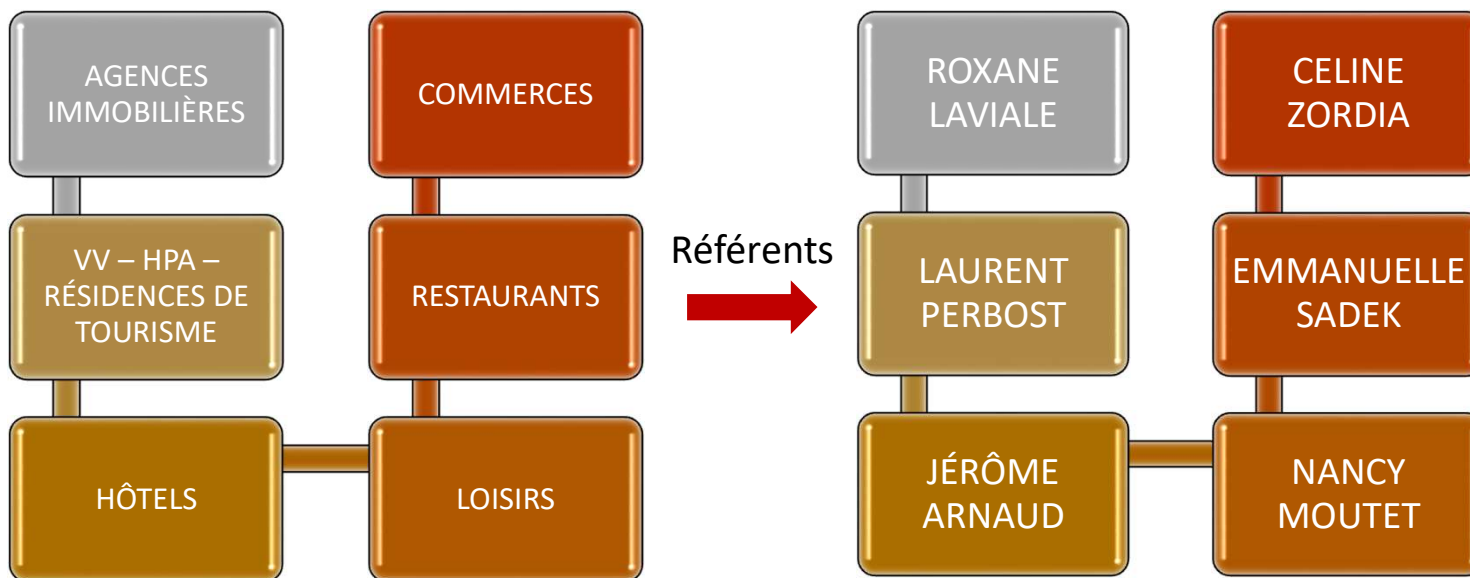 AGENCES
IMMOBILIÈRES
COMMERCES
VV – HPA –
RÉSIDENCES DE
TOURISME
RESTAURANTS
HÔTELS
LOISIRS
Référents
ROXANE
LAVIALE
CELINE
ZORDIA
LAURENT
PERBOST
EMMANUELLE
SADEK
JÉRÔME
ARNAUD
NANCY
MOUTET